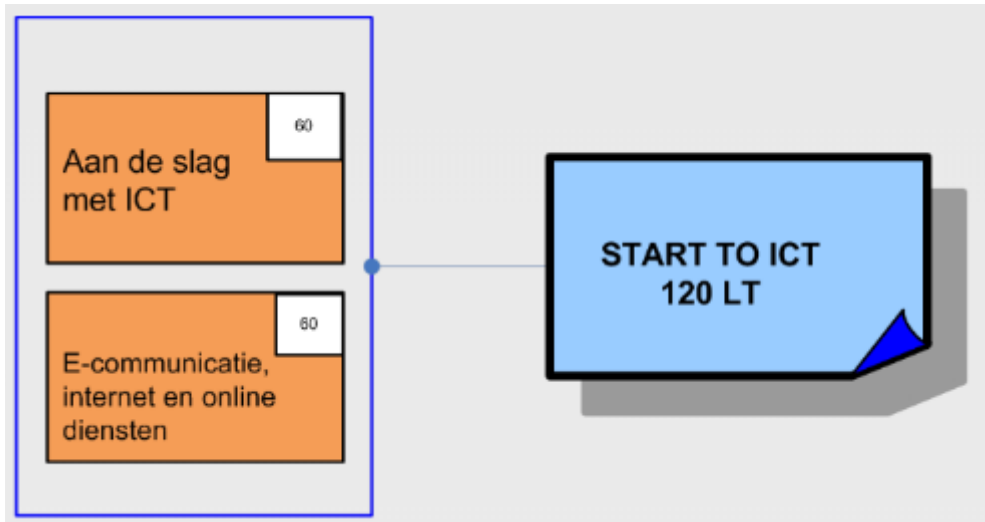 60
Aan de slag
met ICT
60
E-communicatie,
internet en online
diensten
START TO ICT
120 LT